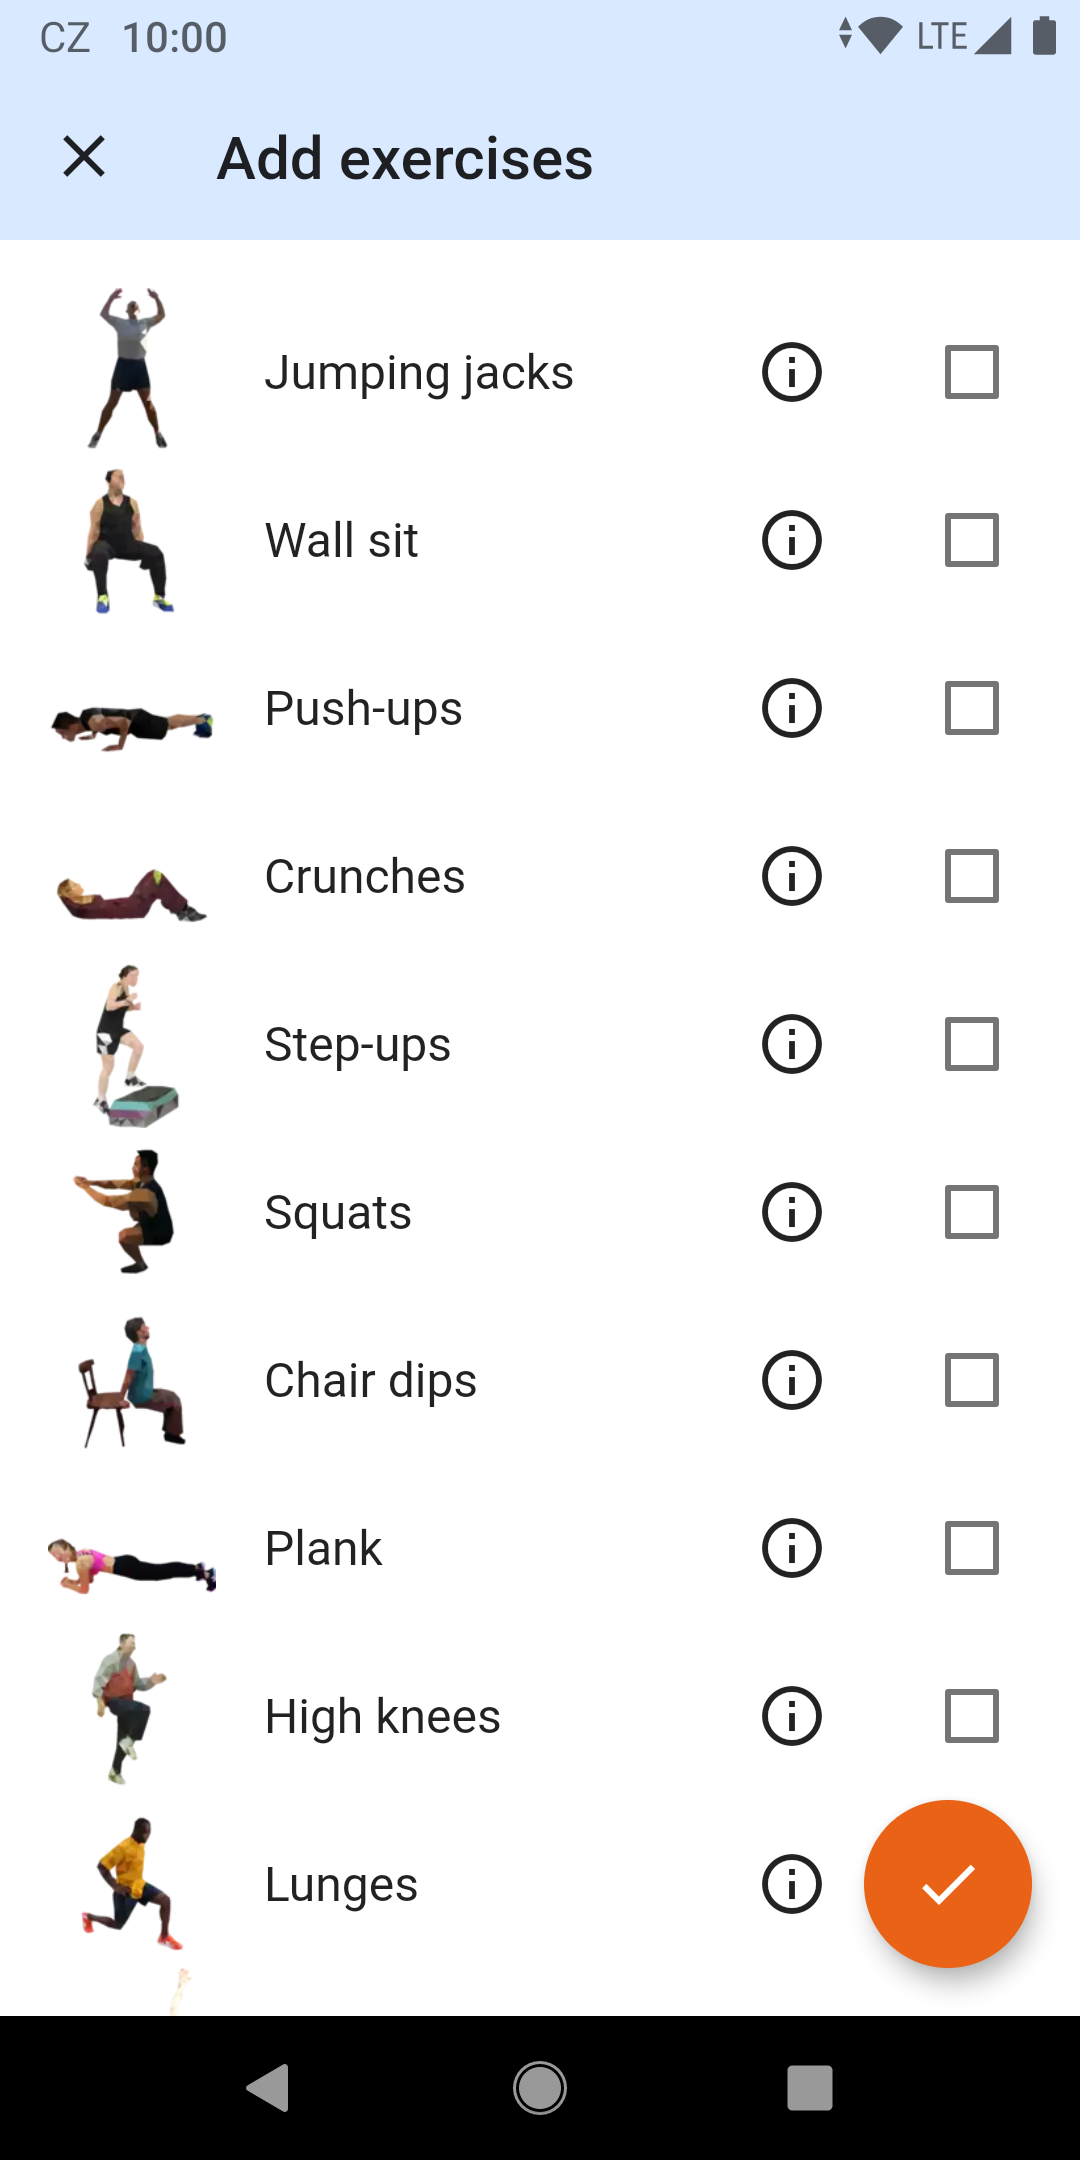 CZ 10:00 LTE
Add exercises
Jumping jacks
Wall sit
Push-ups
Crunches
Step-ups
Squats
Chair dips
Plank
High knees
Lunges